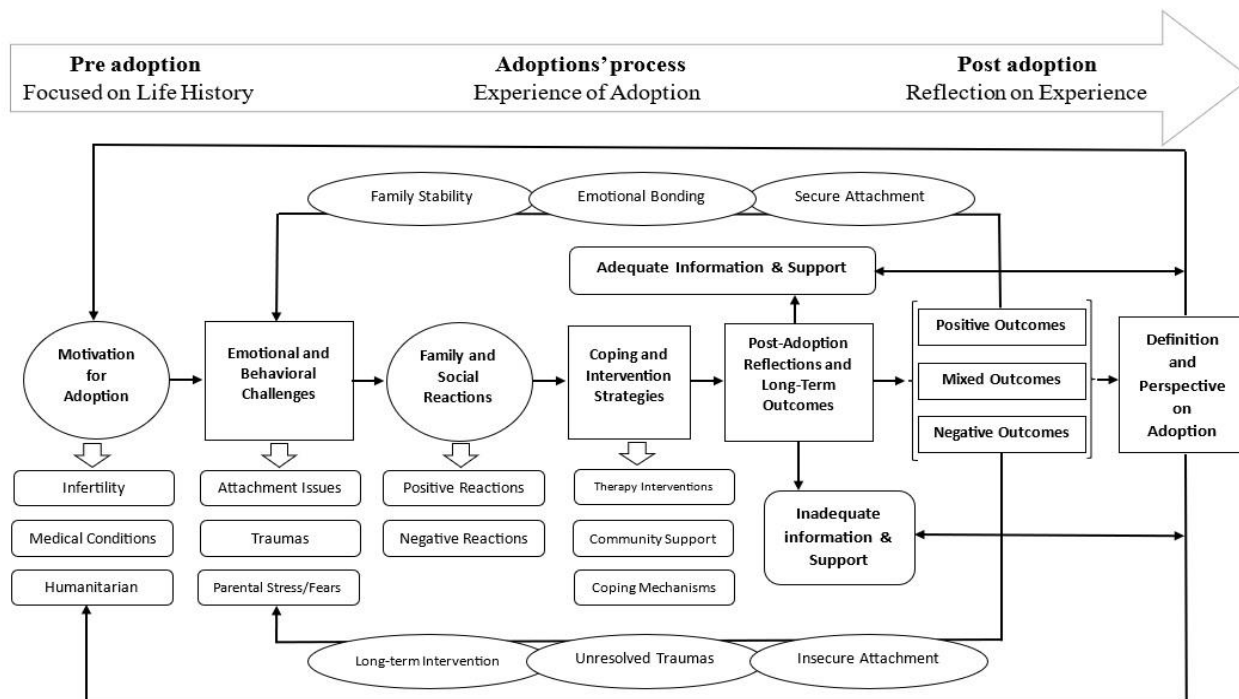 Pre adoption
Focused on Life History
Adoptions' process
Experience of Adoption
Post adoption
Reflection on Experience
Family Stability
Emotional Bonding
Secure Attachment
Adequate Information & Support
Motivation
for
Adoption
Emotional and
Behavioral
Challenges
Family and
Social
Reactions
Coping and
Intervention
Strategies
Post-Adoption
Reflections and
Long-Term
Outcomes
Positive Outcomes
Mixed Outcomes
Negative Outcomes
Definition
and
Perspective
on
Adoption
Infertility
Medical Conditions
Humanitarian
Attachment Issues
Traumas
Parental Stress/Fears
Positive Reactions
Negative Reactions
Therapy Interventions
Community Support
Coping Mechanisms
Inadequate
information &
Support
Long-term Intervention
Unresolved Traumas
Insecure Attachment